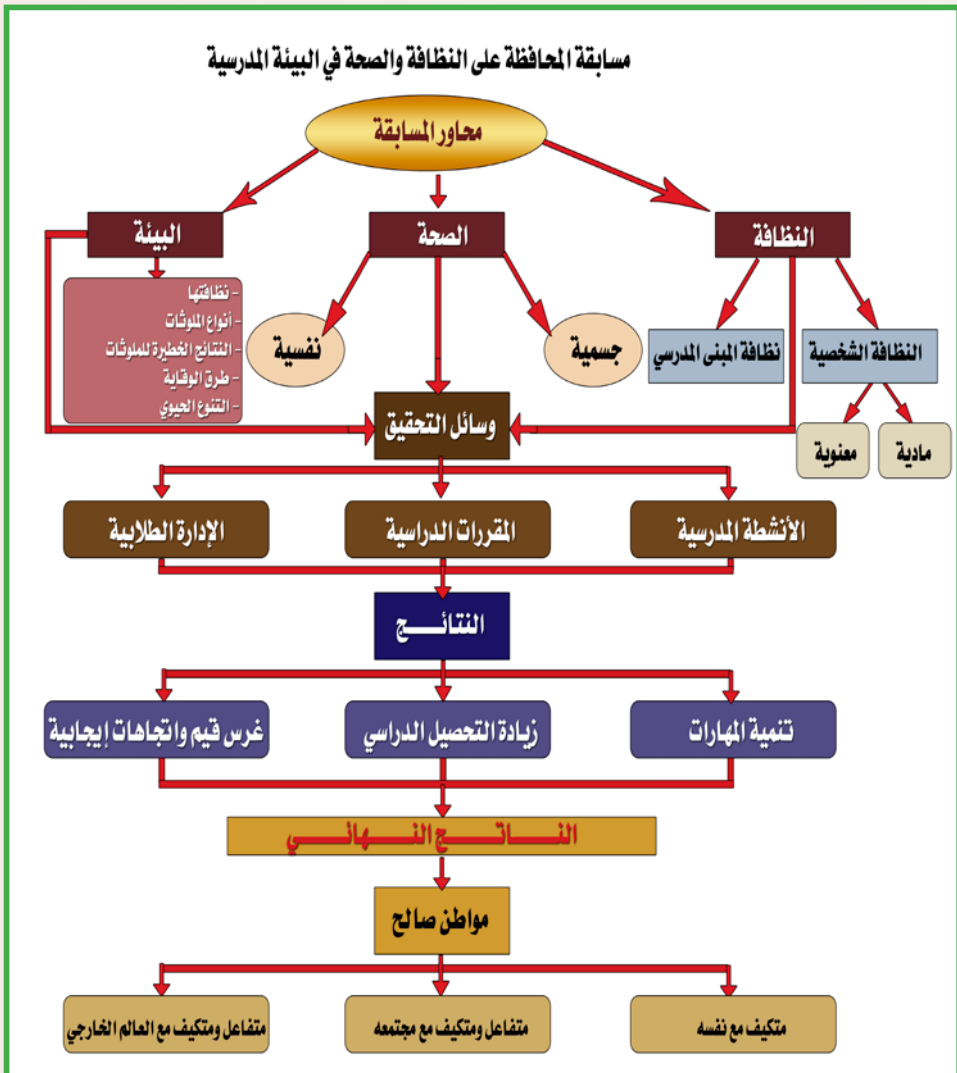 مسابقة المحافظة على النظافة والصحة في البيئة المدرسية
محاور المسابقة
النظافة
الصحة
البيئة
النظافة الشخصية
نظافة المبنى المدرسي
جسمية
نفسية
- نظافتها
- أنواع الملوثات
- النتائج الخطيرة للملوثات
- طرق الوقاية
- التنوع الحيوي
مادية
معنوية
وسائل التحقيق
الأنشطة المدرسية
المقررات الدراسية
الإدارة الطلابية
النتائـــج
تنمية المهارات
زيادة التحصيل الدراسي
غرس قيم واتجاهات إيجابية
النـــاتـــج النـــهائـــي
مواطن صالح
متكيف مع نفسه
متفاعل ومتكيف مع مجتمعه
متفاعل ومتكيف مع العالم الخارجي